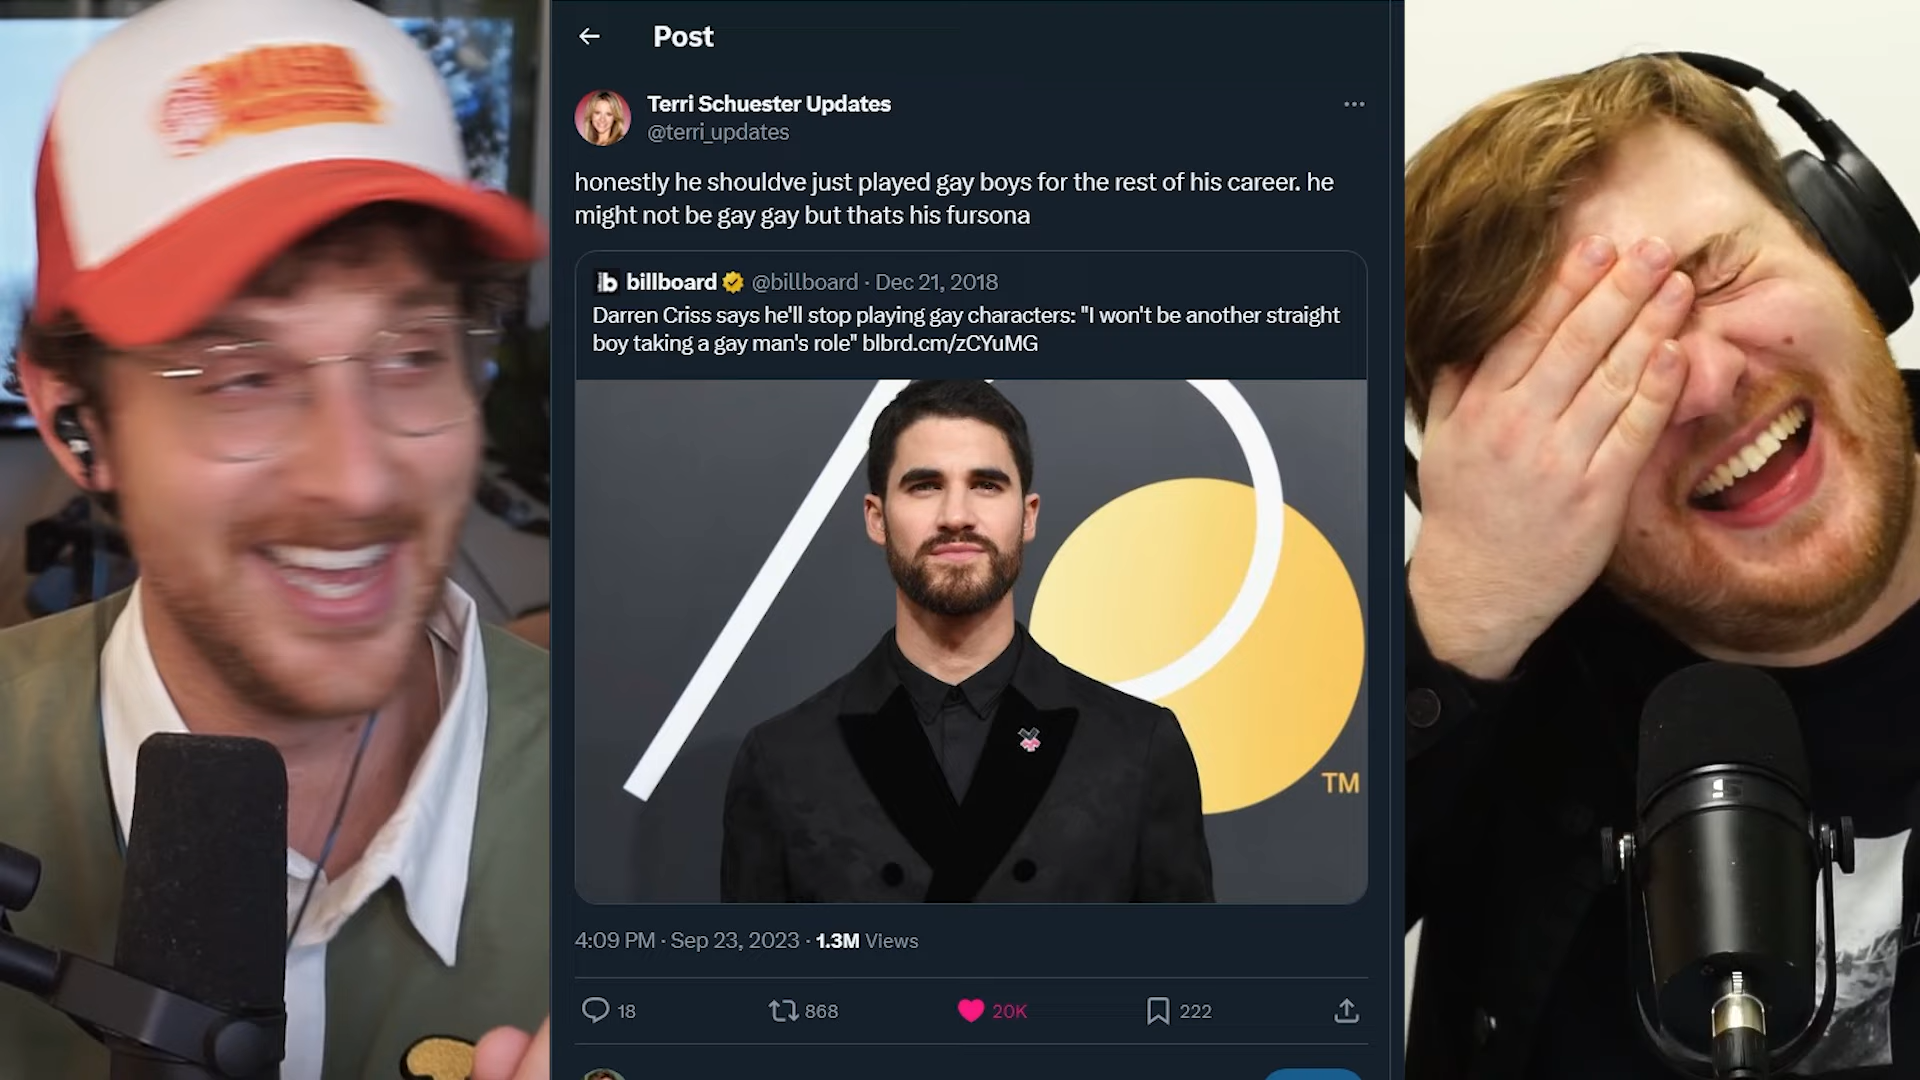 Post
Terri Schuester Updates
@terri_updates
honestly he shouldve just played gay boys for the rest of his career. he
might not be gay gay but thats his fursona
billboard @billboard · Dec 21, 2018
Darren Criss says he'll stop playing gay characters: "I won't be another straight
boy taking a gay man's role" blbrd.cm/zCYuMG
TM
4:09 PM · Sep 23, 2023 · 1.3M Views
18 868 20K 222